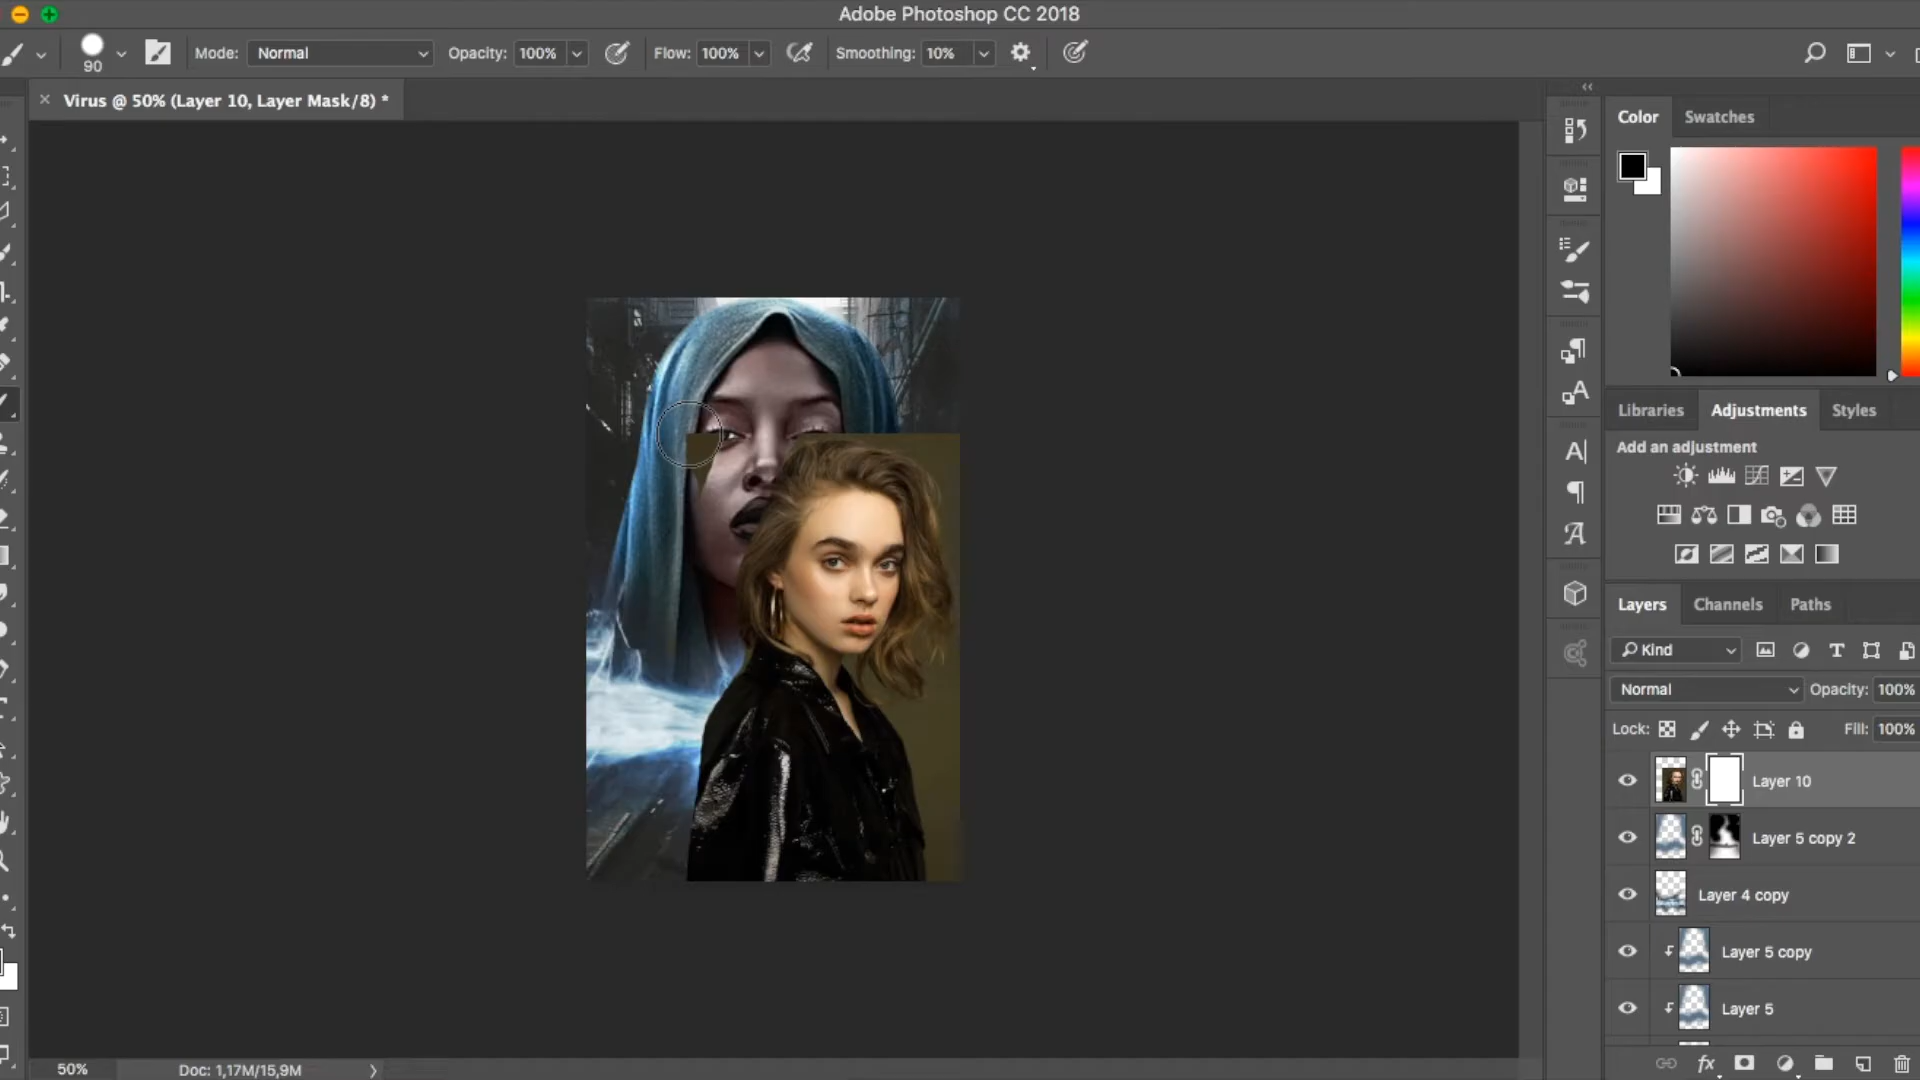 Adobe Photoshop CC 2018
90
Mode: Normal
Opacity: 100%
Flow: 100%
Smoothing: 10%
Virus @ 50% (Layer 10, Layer Mask/8) *
Color
Swatches
Libraries
Adjustments
Styles
Add an adjustment
Layers
Channels
Paths
Kind
Normal
Opacity: 100%
Lock:
Fill: 100%
Layer 10
Layer 5 copy 2
Layer 4 copy
Layer 5 copy
Layer 5
fx
50%
Doc: 1,17M/15,9M